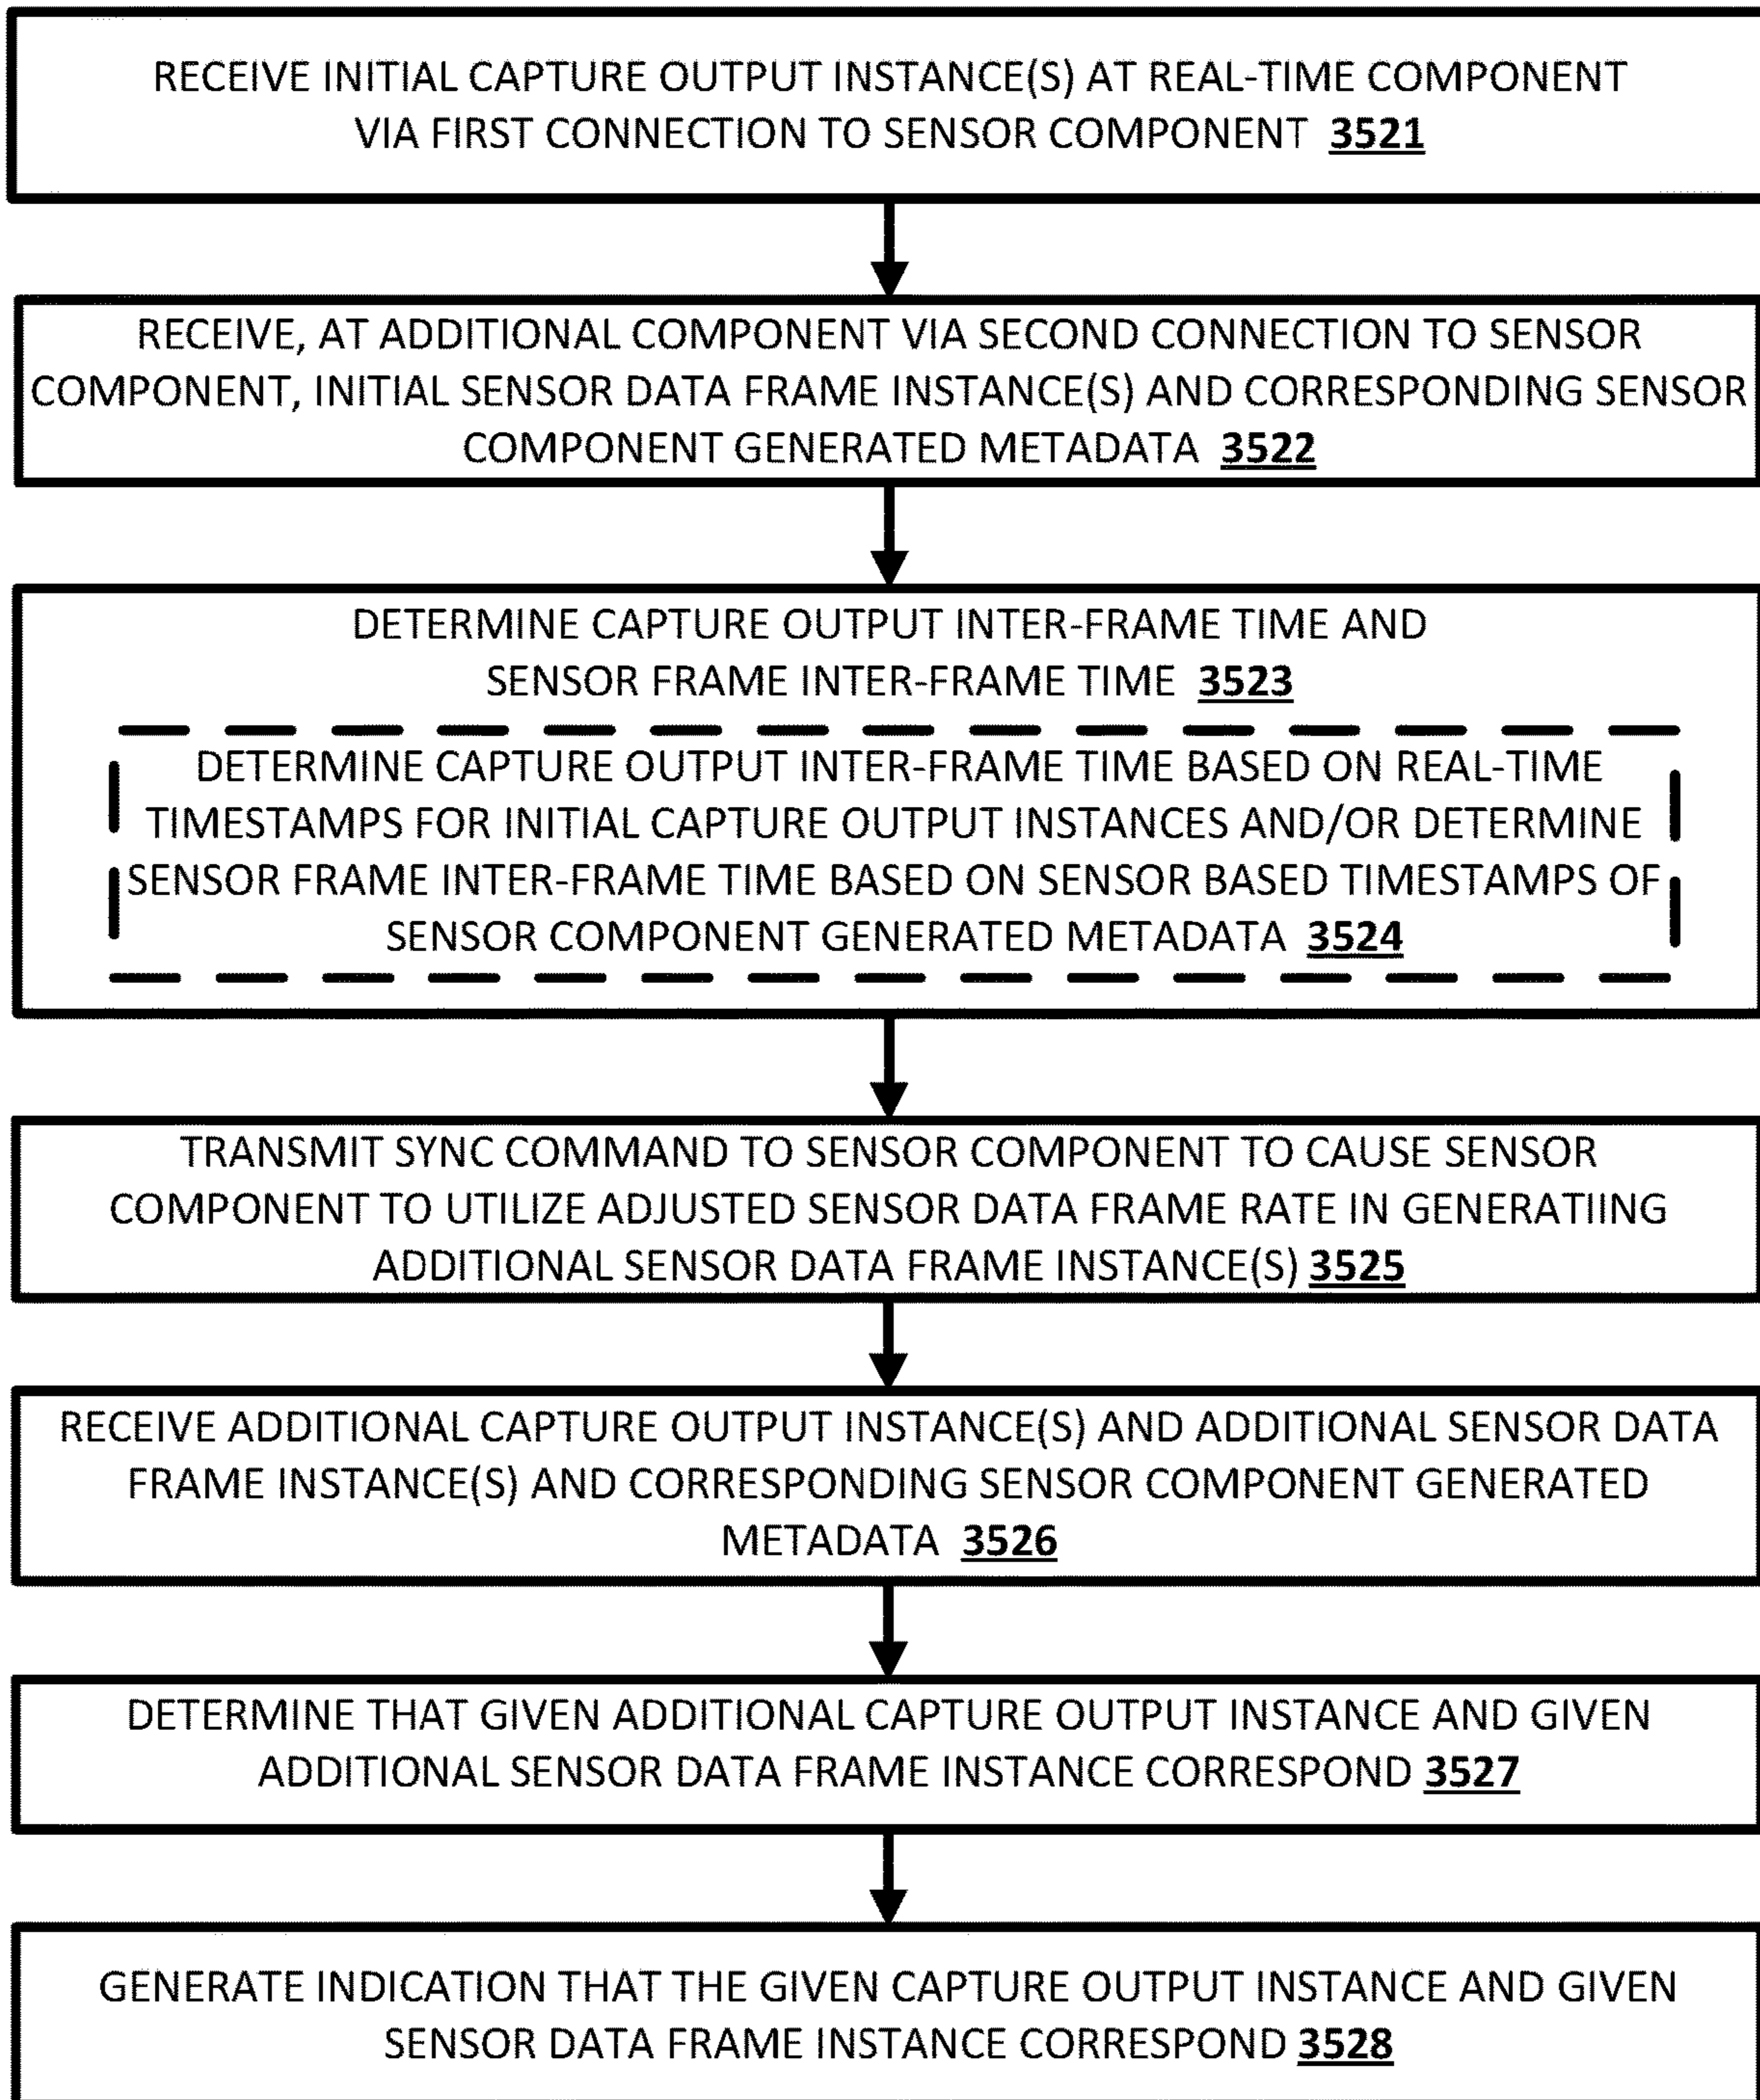 RECEIVE INITIAL CAPTURE OUTPUT INSTANCE(S) AT REAL-TIME COMPONENT
VIA FIRST CONNECTION TO SENSOR COMPONENT 3521
RECEIVE, AT ADDITIONAL COMPONENT VIA SECOND CONNECTION TO SENSOR
COMPONENT, INITIAL SENSOR DATA FRAME INSTANCE(S) AND CORRESPONDING SENSOR
COMPONENT GENERATED METADATA 3522
DETERMINE CAPTURE OUTPUT INTER-FRAME TIME AND
SENSOR FRAME INTER-FRAME TIME 3523
DETERMINE CAPTURE OUTPUT INTER-FRAME TIME BASED ON REAL-TIME
TIMESTAMPS FOR INITIAL CAPTURE OUTPUT INSTANCES AND/OR DETERMINE
SENSOR FRAME INTER-FRAME TIME BASED ON SENSOR BASED TIMESTAMPS OF
SENSOR COMPONENT GENERATED METADATA 3524
TRANSMIT SYNC COMMAND TO SENSOR COMPONENT TO CAUSE SENSOR
COMPONENT TO UTILIZE ADJUSTED SENSOR DATA FRAME RATE IN GENERATIING
ADDITIONAL SENSOR DATA FRAME INSTANCE(S) 3525
RECEIVE ADDITIONAL CAPTURE OUTPUT INSTANCE(S) AND ADDITIONAL SENSOR DATA
FRAME INSTANCE(S) AND CORRESPONDING SENSOR COMPONENT GENERATED
METADATA 3526
DETERMINE THAT GIVEN ADDITIONAL CAPTURE OUTPUT INSTANCE AND GIVEN
ADDITIONAL SENSOR DATA FRAME INSTANCE CORRESPOND 3527
GENERATE INDICATION THAT THE GIVEN CAPTURE OUTPUT INSTANCE AND GIVEN
SENSOR DATA FRAME INSTANCE CORRESPOND 3528